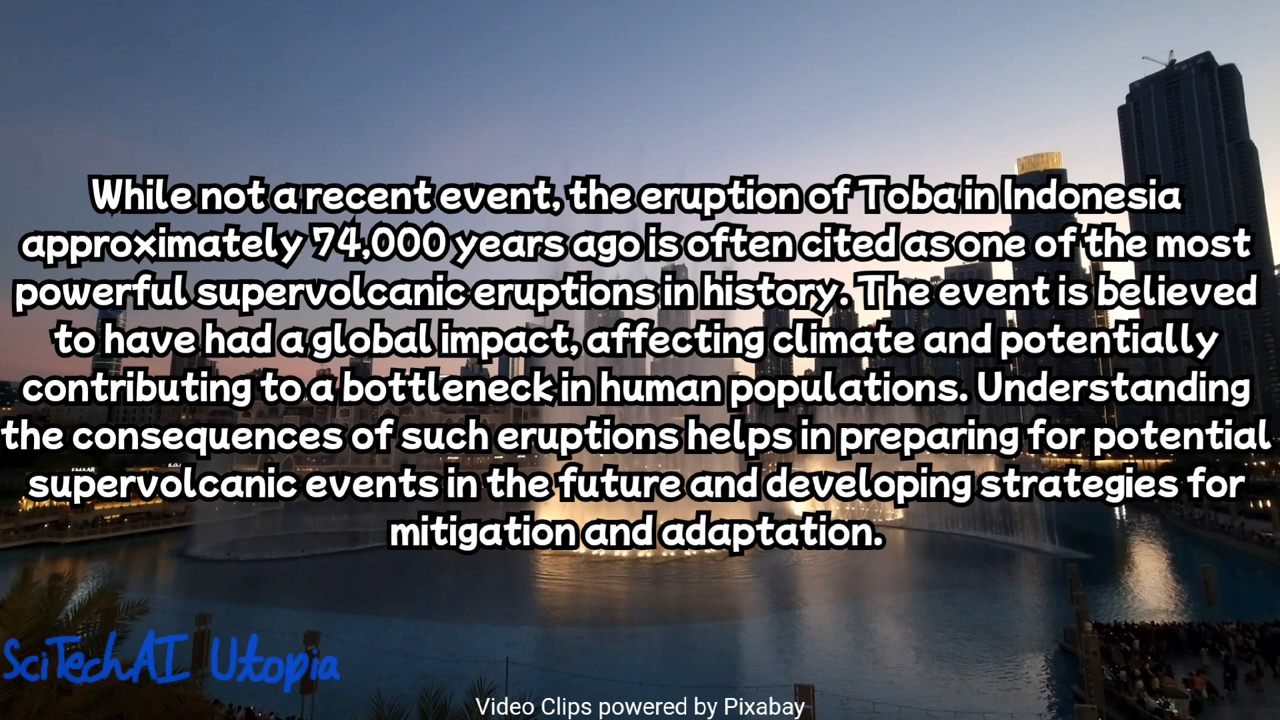 While not a recent event, the eruption of Toba in Indonesia
approximately 74,000 years ago is often cited as one of the most
powerful supervolcanic eruptions in history. The event is believed
to have had a global impact, affecting climate and potentially
contributing to a bottleneck in human populations. Understanding
the consequences of such eruptions helps in preparing for potential
supervolcanic events in the future and developing strategies for
mitigation and adaptation.
EMAAR
SciTechAI Utopia
Video Clips powered by Pixabay